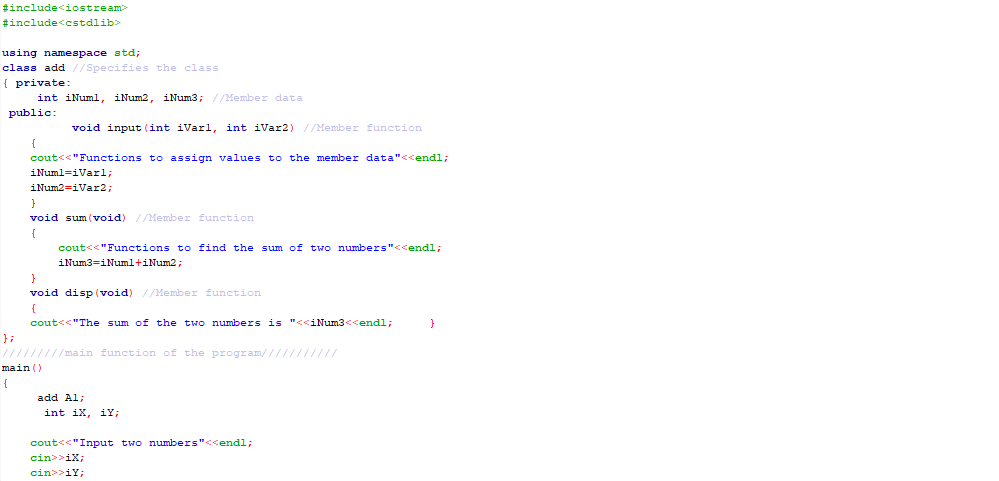 #include<iostream>
#include<cstdlib>
using namespace std;
class add //Specifies the class
{ private:
int iNum1, iNum2, iNum3; //Member data
public:
void input(int iVar1, int iVar2) //Member function
{
cout<<"Functions to assign values to the member data"<<endl;
iNum1=iVar1;
iNum2=iVar2;
}
void sum(void) //Member function
{
cout<<"Functions to find the sum of two numbers"<<endl;
iNum3=iNum1+iNum2;
}
void disp(void) //Member function
{
cout<<"The sum of the two numbers is "<<iNum3<<endl; }
};
/////////main function of the program///////////
main()
{
add A1;
int iX, iY;
cout<<"Input two numbers"<<endl;
cin>>iX;
cin>>iY;